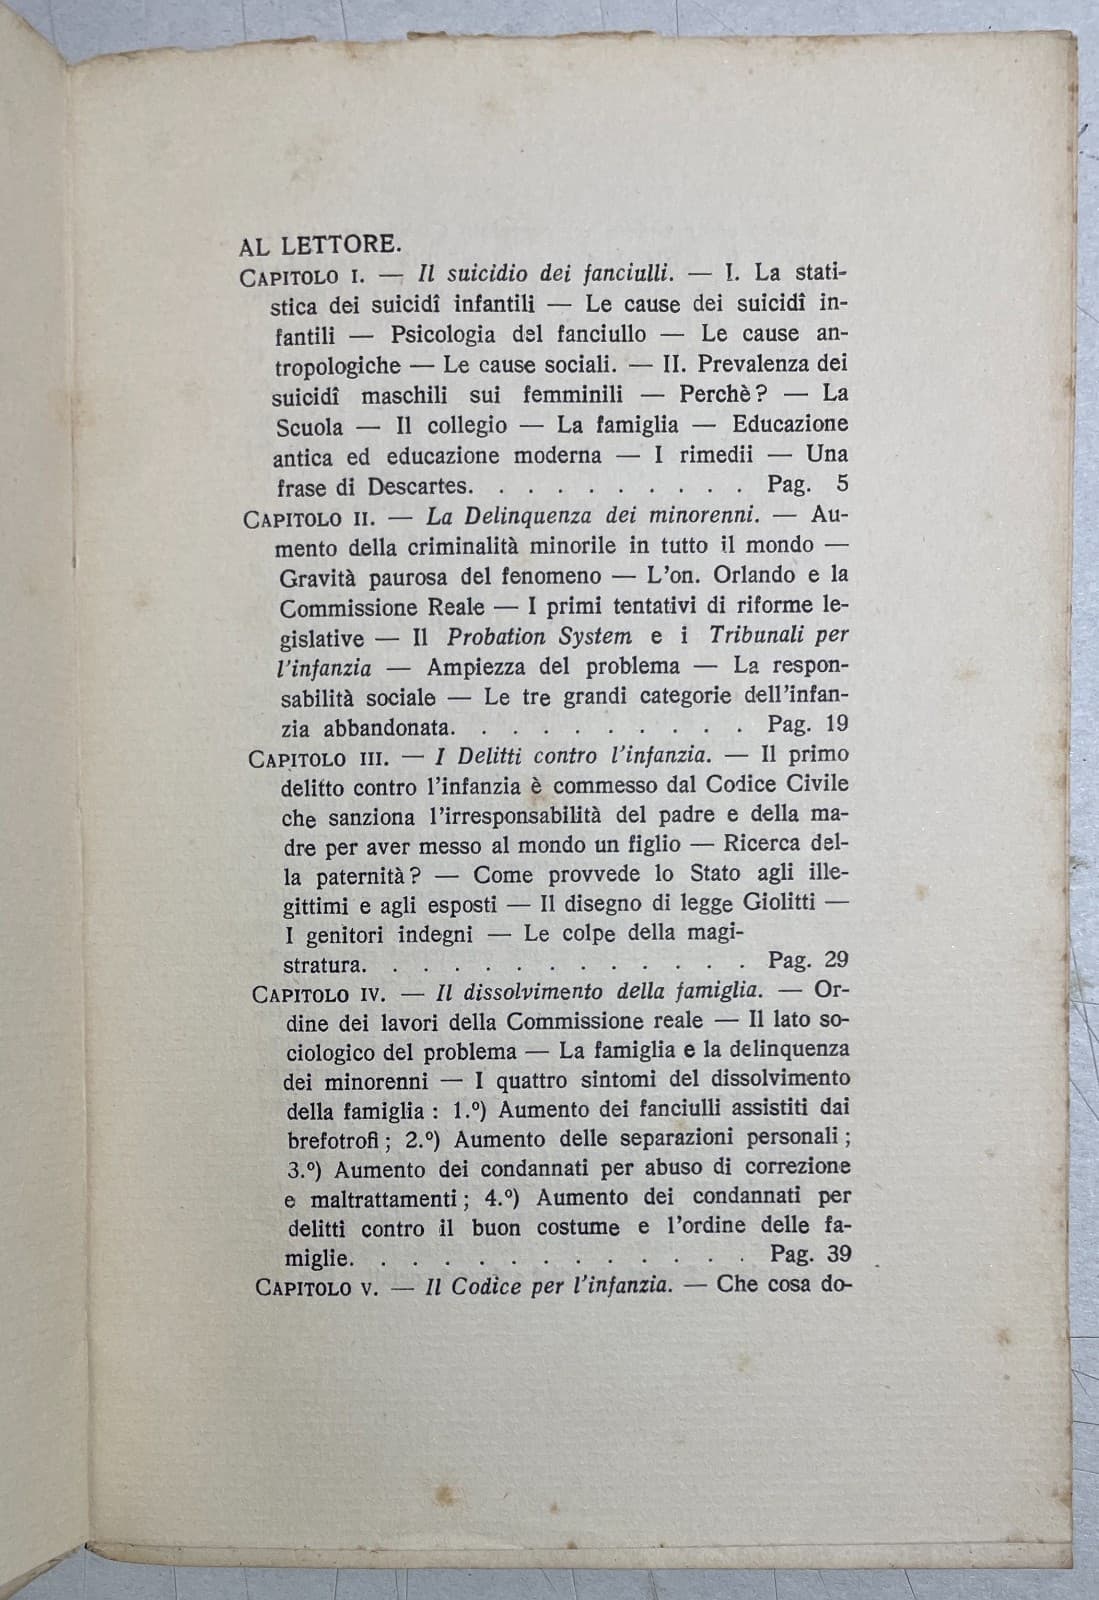 AL LETTORE.
CAPITOLO I. — Il suicidio dei fanciulli. — I. La stati-
stica dei suicidî infantili — Le cause dei suicidî in-
fantili — Psicologia del fanciullo — Le cause an-
tropologiche — Le cause sociali. — II. Prevalenza dei
suicidî maschili sui femminili — Perchè? — La
Scuola — Il collegio — La famiglia — Educazione
antica ed educazione moderna — I rimedii — Una
frase di Descartes. . . . . . . . . . Pag. 5
CAPITOLO II. — La Delinquenza dei minorenni. — Au-
mento della criminalità minorile in tutto il mondo —
Gravità paurosa del fenomeno — L'on. Orlando e la
Commissione Reale — I primi tentativi di riforme le-
gislative — Il Probation System e i Tribunali per
l'infanzia — Ampiezza del problema — La respon-
sabilità sociale — Le tre grandi categorie dell'infan-
zia abbandonata. . . . . . . . . . . Pag. 19
CAPITOLO III. — I Delitti contro l'infanzia. — Il primo
delitto contro l'infanzia è commesso dal Codice Civile
che sanziona l'irresponsabilità del padre e della ma-
dre per aver messo al mondo un figlio — Ricerca del-
la paternità? — Come provvede lo Stato agli ille-
gittimi e agli esposti — Il disegno di legge Giolitti —
I genitori indegni — Le colpe della magi-
stratura. . . . . . . . . . . . . . Pag. 29
CAPITOLO IV. — Il dissolvimento della famiglia. — Or-
dine dei lavori della Commissione reale — Il lato so-
ciologico del problema — La famiglia e la delinquenza
dei minorenni — I quattro sintomi del dissolvimento
della famiglia : 1.º) Aumento dei fanciulli assistiti dai
brefotrofi ; 2.º) Aumento delle separazioni personali ;
3.º) Aumento dei condannati per abuso di correzione
e maltrattamenti ; 4.º) Aumento dei condannati per
delitti contro il buon costume e l'ordine delle fa-
miglie. . . . . . . . . . . . . . Pag. 39
CAPITOLO V. — Il Codice per l'infanzia. — Che cosa do-